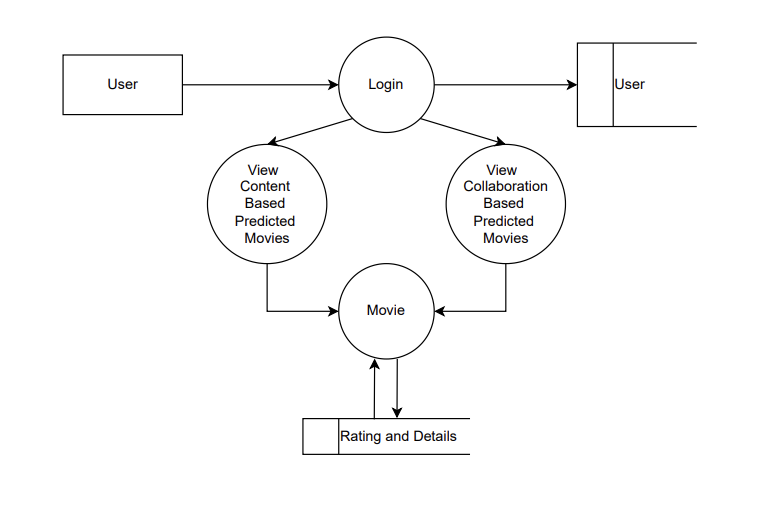 User
Login
User
View
Content
Based
Predicted
Movies
View
Collaboration
Based
Predicted
Movies
Movie
Rating and Details